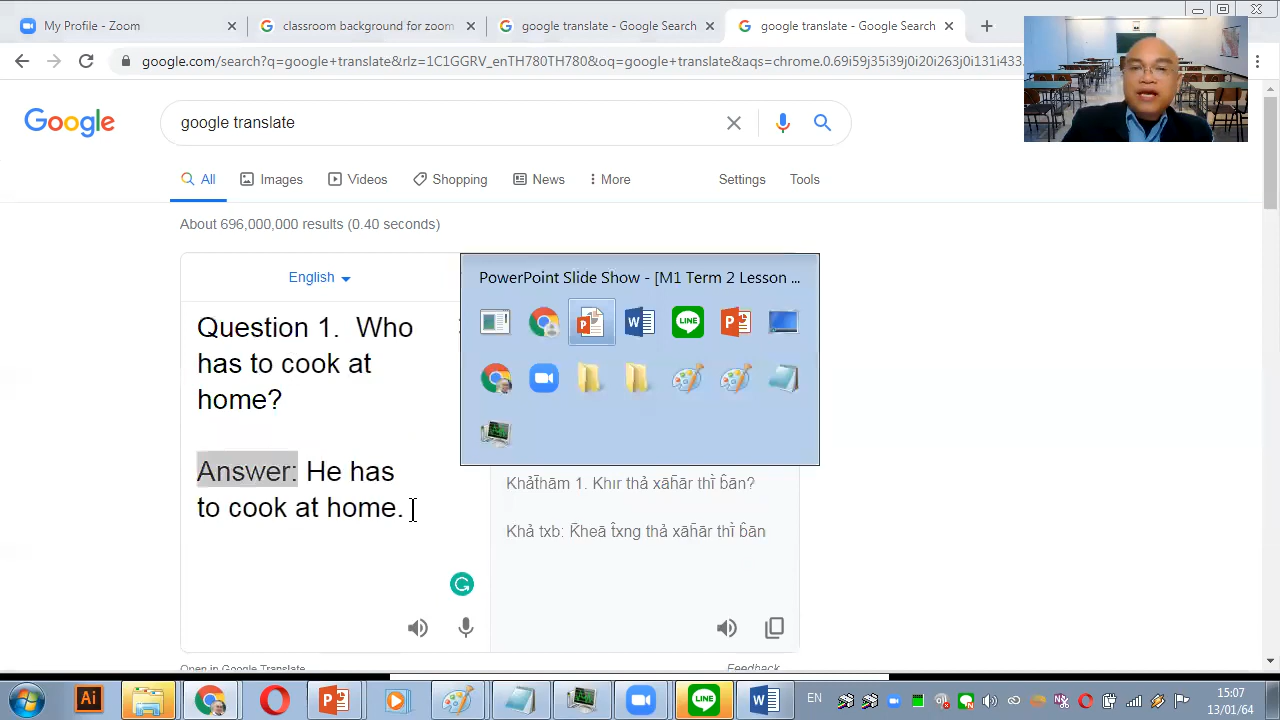 My Profile - Zoom
classroom background for zoom
google translate - Google Search
google translate - Google Search
google.com/search?q=google+translate&rlz=1C1GGRV_enTH780TH780&oq=google+translate&aqs=chrome.0.69i59j35i39j0i20i263j0i131i433.
Google
google translate
All
Images
Videos
Shopping
News
More
Settings
Tools
About 696,000,000 results (0.40 seconds)
English
PowerPoint Slide Show - [M1 Term 2 Lesson ...
Question 1. Who
has to cook at
home?
Answer: He has
to cook at home.
Khảt̄hām 1. Khır thả xāh̄ār thī̀ b̂ān?
Khả txb: K̄heā t̂xng thả xāh̄ār thī̀ b̂ān
LINE
Open in Google Translate
Feedback
Ai
LINE
EN
15:07
13/01/64